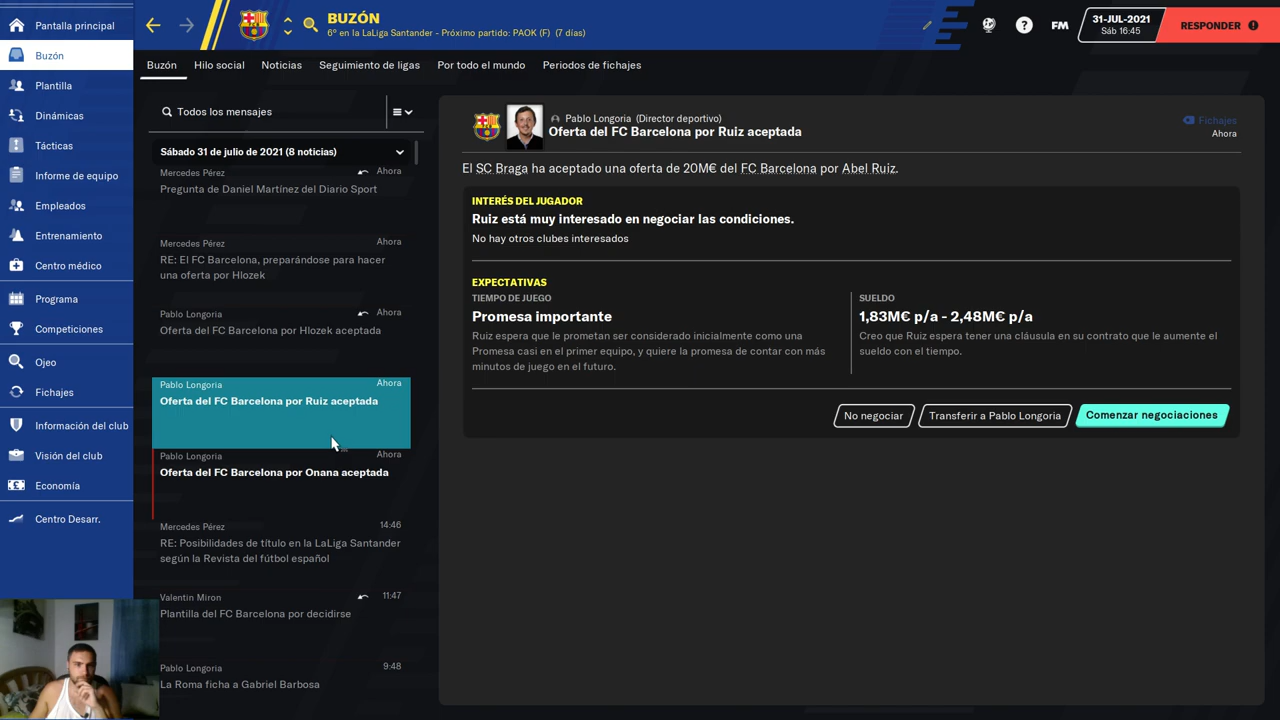 Pantalla principal
Buzón
Plantilla
Dinámicas
Tácticas
Informe de equipo
Empleados
Entrenamiento
Centro médico
Programa
Competiciones
Ojeo
Fichajes
Información del club
Visión del club
Economía
Centro Desarr.
BUZÓN
6º en la LaLiga Santander - Próximo partido: PAOK (F) (7 días)
FM
31-JUL-2021
Sáb 16:45
RESPONDER
Buzón Hilo social Noticias Seguimiento de ligas Por todo el mundo Periodos de fichajes
Todos los mensajes
Sábado 31 de julio de 2021 (8 noticias)
Mercedes Pérez Ahora
Pregunta de Daniel Martínez del Diario Sport
Mercedes Pérez Ahora
RE: El FC Barcelona, preparándose para hacer
una oferta por Hlozek
Pablo Longoria Ahora
Oferta del FC Barcelona por Hlozek aceptada
Pablo Longoria Ahora
Oferta del FC Barcelona por Ruiz aceptada
Pablo Longoria Ahora
Oferta del FC Barcelona por Onana aceptada
Mercedes Pérez 14:46
RE: Posibilidades de título en la LaLiga Santander
según la Revista del fútbol español
Valentin Miron 11:47
Plantilla del FC Barcelona por decidirse
Pablo Longoria 9:48
La Roma ficha a Gabriel Barbosa
Pablo Longoria (Director deportivo)
Oferta del FC Barcelona por Ruiz aceptada
Fichajes
Ahora
El SC Braga ha aceptado una oferta de 20M€ del FC Barcelona por Abel Ruiz.
INTERÉS DEL JUGADOR
Ruiz está muy interesado en negociar las condiciones.
No hay otros clubes interesados
EXPECTATIVAS
TIEMPO DE JUEGO
Promesa importante
Ruiz espera que le prometan ser considerado inicialmente como una
Promesa casi en el primer equipo, y quiere la promesa de contar con más
minutos de juego en el futuro.
SUELDO
1,83M€ p/a - 2,48M€ p/a
Creo que Ruiz espera tener una cláusula en su contrato que le aumente el
sueldo con el tiempo.
No negociar Transferir a Pablo Longoria Comenzar negociaciones